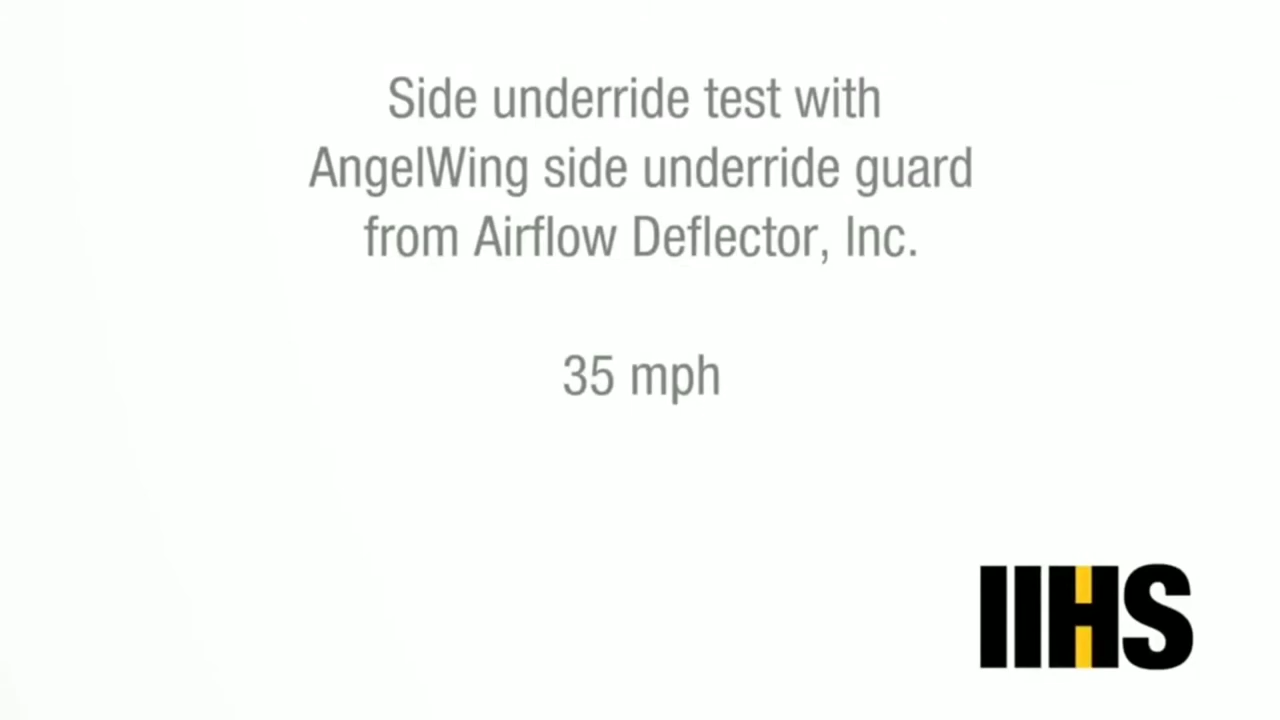 Side underride test with
AngelWing side underride guard
from Airflow Deflector, Inc.
35 mph
IIHS